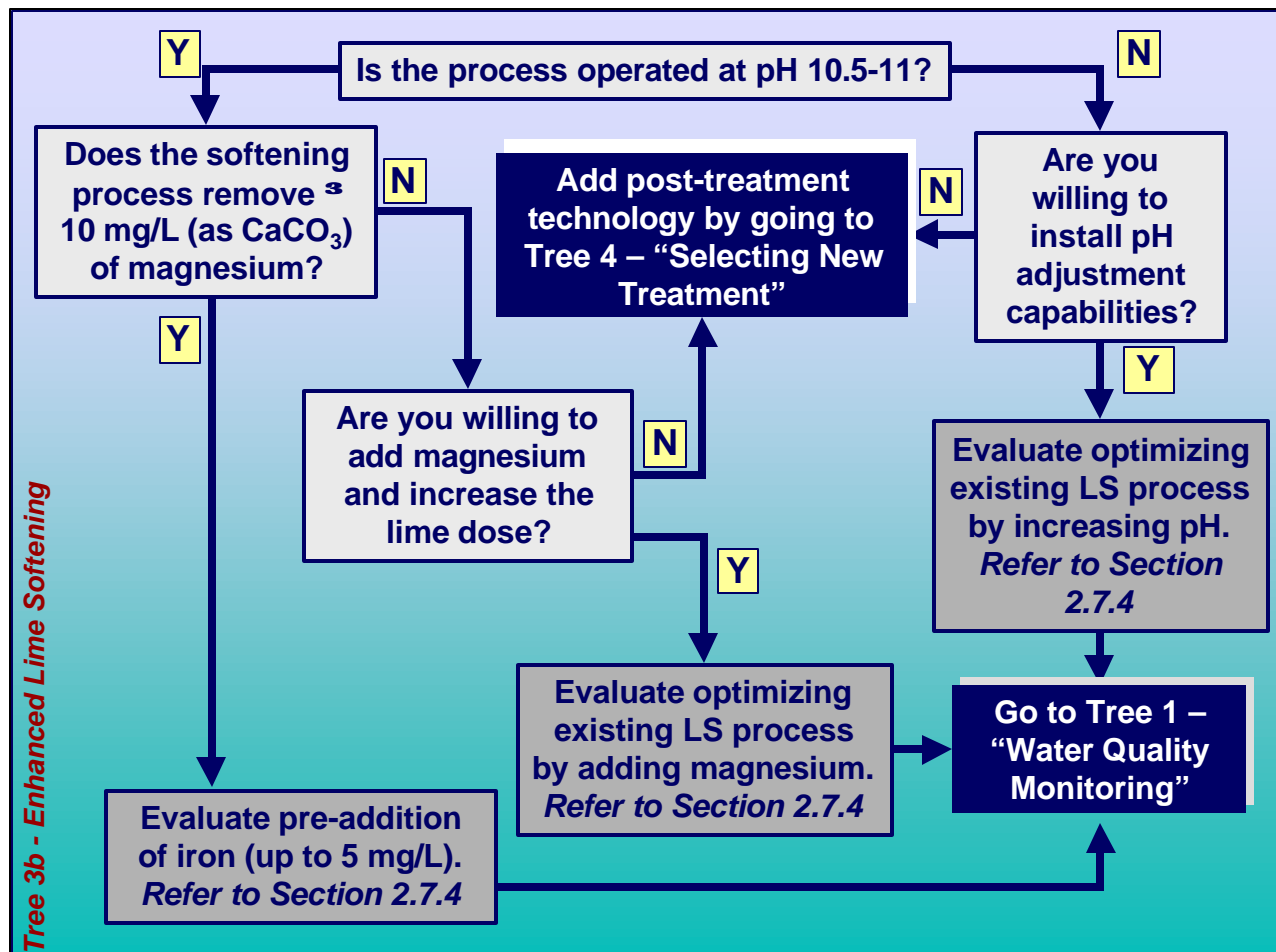 Y
Is the process operated at pH 10.5-11?
N
Does the softening
process remove ³
10 mg/L (as CaCO₃)
of magnesium?
N
Add post-treatment
technology by going to
Tree 4 – “Selecting New
Treatment”
N
Are you
willing to
install pH
adjustment
capabilities?
Y
Y
Are you willing to
add magnesium
and increase the
lime dose?
N
Y
Evaluate optimizing
existing LS process
by increasing pH.
Refer to Section
2.7.4
Evaluate optimizing
existing LS process
by adding magnesium.
Refer to Section 2.7.4
Go to Tree 1 –
“Water Quality
Monitoring”
Evaluate pre-addition
of iron (up to 5 mg/L).
Refer to Section 2.7.4
Tree 3b - Enhanced Lime Softening